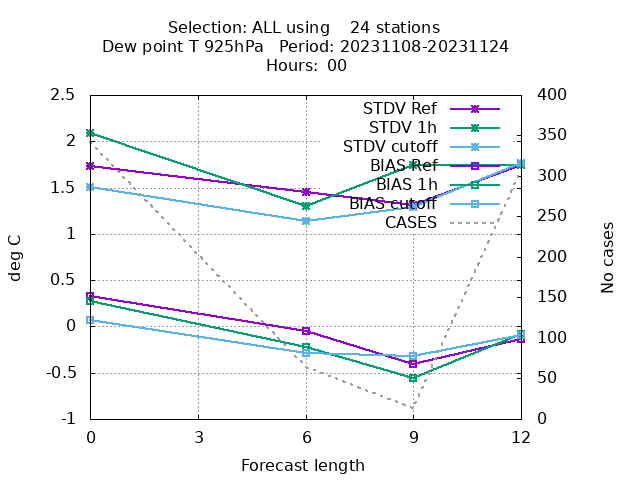 Selection: ALL using    24 stations
Dew point T 925hPa   Period: 20231108-20231124
Hours: 00
STDV Ref
STDV 1h
STDV cutoff
BIAS Ref
BIAS 1h
BIAS cutoff
CASES
2.5
2
1.5
1
0.5
0
-0.5
-1
deg C
400
350
300
250
200
150
100
50
0
No cases
0 3 6 9 12
Forecast length